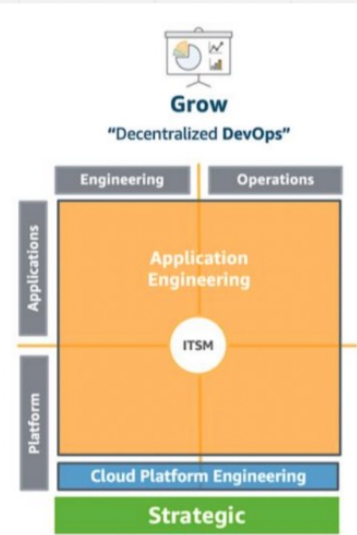 Grow
“Decentralized DevOps”
Engineering
Operations
Applications
Application
Engineering
ITSM
Platform
Cloud Platform Engineering
Strategic